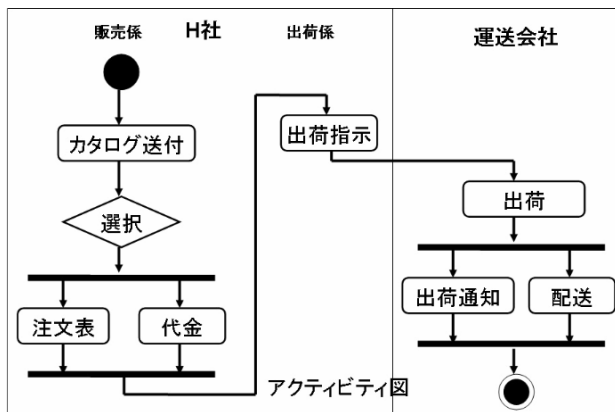 販売係 H社 出荷係 運送会社
カタログ送付
出荷指示
選択
出荷
注文表 代金
出荷通知 配送
アクティビティ図